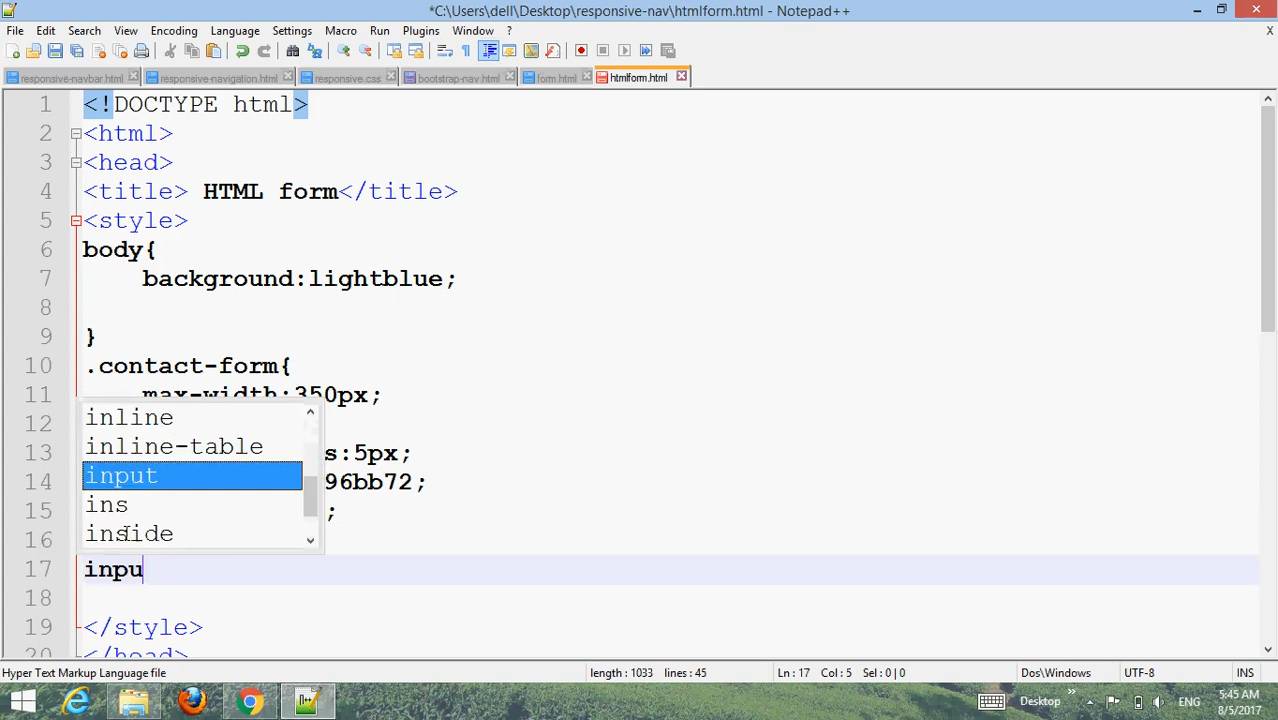 *C:\Users\dell\Desktop\responsive-nav\htmlform.html - Notepad++
File Edit Search View Encoding Language Settings Macro Run Plugins Window ? X
responsive-navbar.html responsive-navigation.html responsive.css bootstrap-nav.html form.html htmlform.html
1 <!DOCTYPE html>
2 <html>
3 <head>
4 <title> HTML form</title>
5 <style>
6 body{
7 background:lightblue;
8
9 }
10 .contact-form{
11 max-width:350px;
12
13 s:5px;
14 96bb72;
15 ;
16
17 inpu
18
19 </style>
20 </head>
inline
inline-table
input
ins
inside
Hyper Text Markup Language file length : 1033 lines : 45 Ln : 17 Col : 5 Sel : 0 | 0 Dos\Windows UTF-8 INS
Desktop » ENG 5:45 AM
8/5/2017